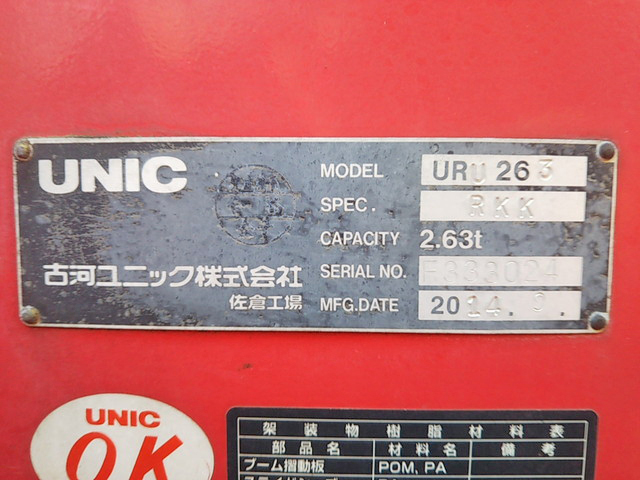 UNIC
MODEL URU263
SPEC. RKK
CAPACITY 2.63t
古河ユニック株式会社
SERIAL NO.
佐倉工場
MFG.DATE 2014.
UNIC
OK
架装物樹脂材料表
部品名 材料名 備考
ブーム摺動板 POM, PA